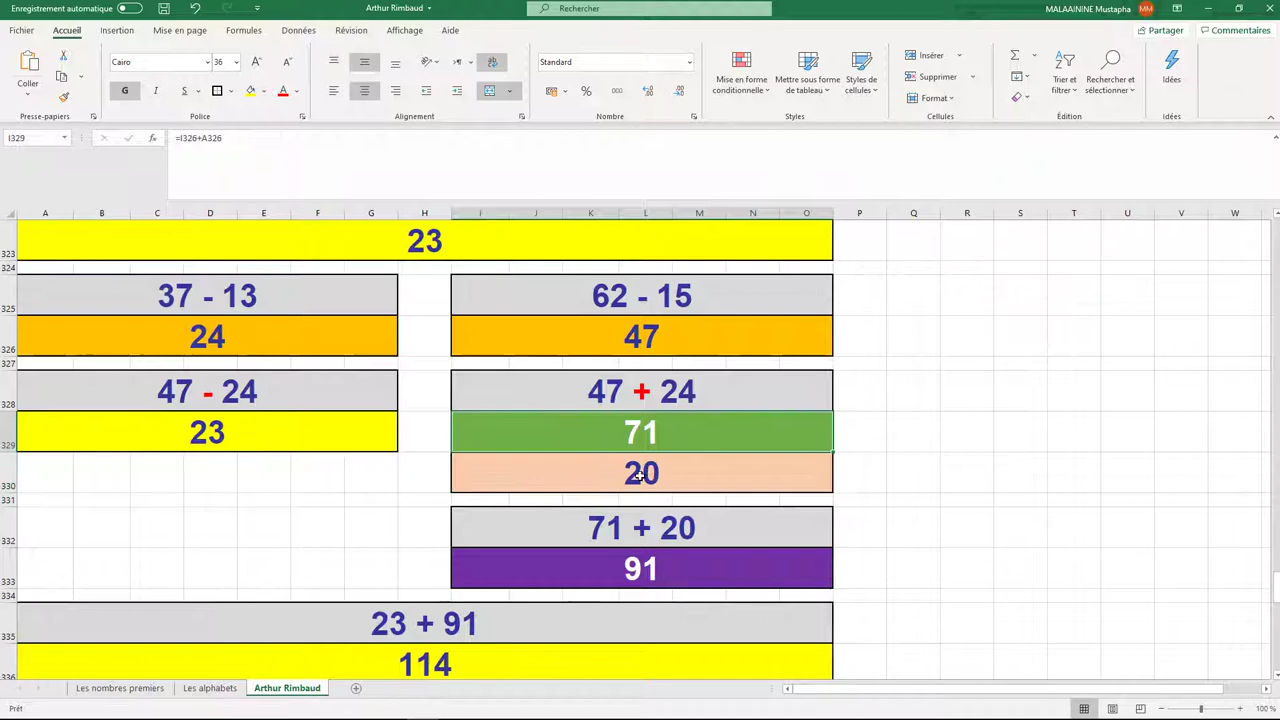 Enregistrement automatique
Arthur Rimbaud
Rechercher
MALAAININE Mustapha MM
Fichier Accueil Insertion Mise en page Formules Données Révision Affichage Aide Partager Commentaires
Coller
Cairo 36
G I S A
Standard
%
Mise en forme conditionnelle
Mettre sous forme de tableau
Styles de cellules
Insérer
Supprimer
Format
Trier et filtrer
Rechercher et sélectionner
Idées
Presse-papiers Police Alignement Nombre Styles Cellules Édition Idées
I329 fx =I326+A326
A B C D E F G H I J K L M N O P Q R S T U V W
323 23
324
325 37 - 13 62 - 15
326 24 47
327
328 47 - 24 47 + 24
329 23 71
330 20
331
332 71 + 20
333 91
334
335 23 + 91
336 114
Les nombres premiers Les alphabets Arthur Rimbaud
Prêt 100 %